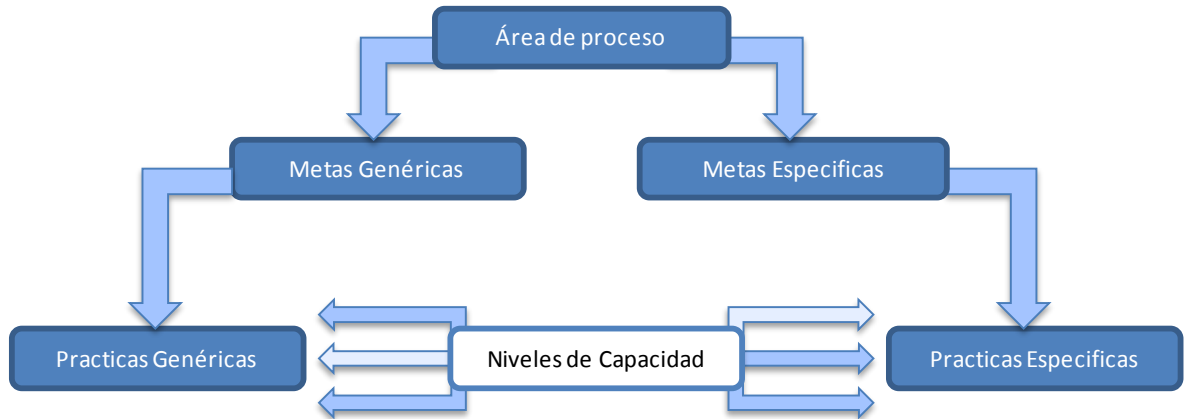 Área de proceso
Metas Genéricas
Metas Especificas
Practicas Genéricas
Niveles de Capacidad
Practicas Especificas